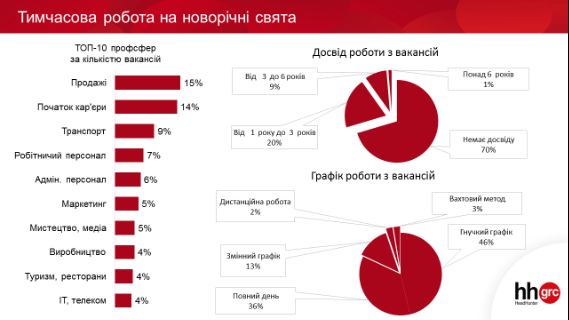 Тимчасова робота на новорічні свята
ТОП-10 профсфер
за кількістю вакансій
Продажі 15%
Початок кар'єри 14%
Транспорт 9%
Робітничий персонал 7%
Адмін. персонал 6%
Маркетинг 5%
Мистецтво, медіа 5%
Виробництво 4%
Туризм, ресторани 4%
IT, телеком 4%
Досвід роботи з вакансій
Від 3 до 6 років
9%
Понад 6 років
1%
Від 1 року до 3 років
20%
Немає досвіду
70%
Графік роботи з вакансій
Дистанційна робота
2%
Вахтовий метод
3%
Гнучкий графік
46%
Змінний графік
13%
Повний день
36%
hh grc
HeadHunter